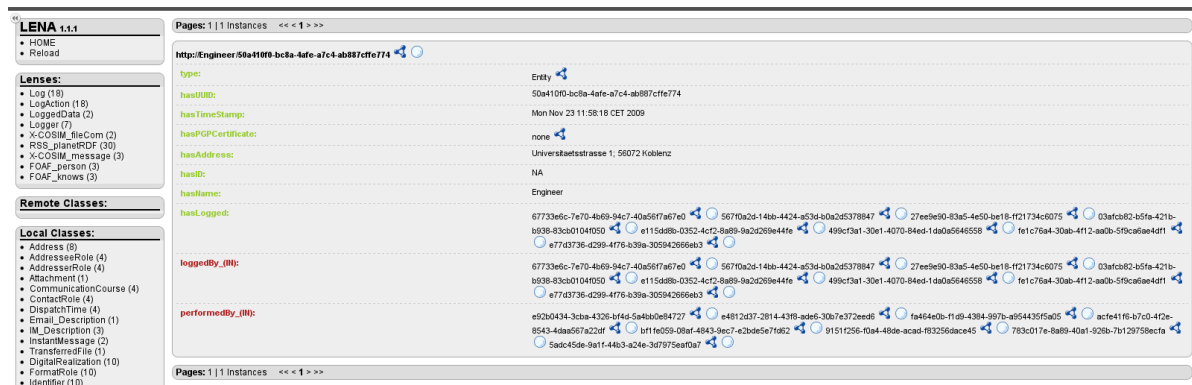 LENA 1.1.1
HOME
Reload
Lenses:
Log (18)
LogAction (18)
LoggedData (2)
Logger (7)
X-COSIM_fileCom (2)
RSS_planetRDF (30)
X-COSIM_message (3)
FOAF_person (3)
FOAF_knows (3)
Remote Classes:
Local Classes:
Address (8)
AddresseeRole (4)
AddresserRole (4)
Attachment (1)
CommunicationCourse (4)
ContactRole (4)
DispatchTime (4)
Email_Description (1)
IM_Description (3)
InstantMessage (2)
TransferredFile (1)
DigitalRealization (10)
FormatRole (10)
Identifier (10)
Pages: 1 | 1 Instances << < 1 > >>
http://Engineer/50a410f0-bc8a-4afe-a7c4-ab887cffe774
type: Entity
hasUUID: 50a410f0-bc8a-4afe-a7c4-ab887cffe774
hasTimeStamp: Mon Nov 23 11:58:18 CET 2009
hasPGPCertificate: none
hasAddress: Universitaetsstrasse 1; 56072 Koblenz
hasID: NA
hasName: Engineer
hasLogged: 67733e6c-7e70-4b69-94c7-40a56f7a67e0 567f0a2d-14bb-4424-a53d-b0a2d5378847 27ee9e90-83a5-4e50-be18-ff21734c6075 03afcb82-b5fa-421b-
b938-83cb0104f050 e115dd8b-0352-4cf2-8a89-9a2d269e44fe 499cf3a1-30e1-4070-84ed-1da0a5646558 fe1c76a4-30ab-4f12-aa0b-5f9ca6ae4df1
e77d3736-d299-4f76-b39a-305942666eb3
loggedBy_(IN): 67733e6c-7e70-4b69-94c7-40a56f7a67e0 567f0a2d-14bb-4424-a53d-b0a2d5378847 27ee9e90-83a5-4e50-be18-ff21734c6075 03afcb82-b5fa-421b-
b938-83cb0104f050 e115dd8b-0352-4cf2-8a89-9a2d269e44fe 499cf3a1-30e1-4070-84ed-1da0a5646558 fe1c76a4-30ab-4f12-aa0b-5f9ca6ae4df1
e77d3736-d299-4f76-b39a-305942666eb3
performedBy_(IN): e92b0434-3cba-4326-bf4d-5a4bb0e84727 e4812d37-2814-43f8-ade6-30b7e372eed6 fa464e0b-f1d9-4384-997b-a954435f5a05 acfe41f6-b7c0-4f2e-
8543-4daa567a22df bf1fe059-08af-4843-9ec7-e2bde5e7fd62 9151f256-f0a4-48de-acad-f83256dace45 783c017e-8a89-40a1-926b-7b129758ecfa
5adc45de-9a1f-44b3-a24e-3d7975eaf0a7
Pages: 1 | 1 Instances << < 1 > >>